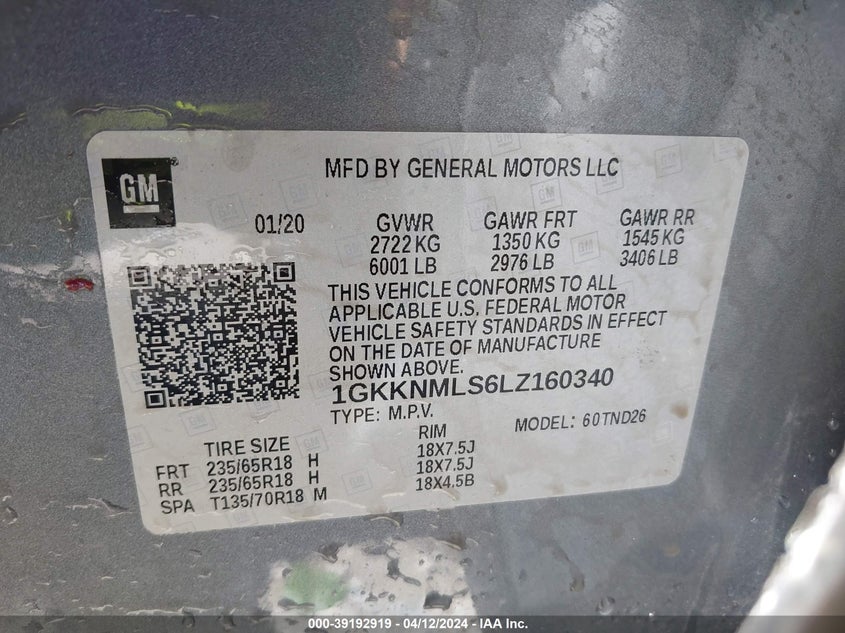 GM
MFD BY GENERAL MOTORS LLC
01/20 GVWR GAWR FRT GAWR RR
2722 KG 1350 KG 1545 KG
6001 LB 2976 LB 3406 LB
THIS VEHICLE CONFORMS TO ALL
APPLICABLE U.S. FEDERAL MOTOR
VEHICLE SAFETY STANDARDS IN EFFECT
ON THE DATE OF MANUFACTURE
SHOWN ABOVE.
1GKKNMLS6LZ160340
TYPE: M.P.V. MODEL: 60TND26
TIRE SIZE RIM
FRT 235/65R18 H 18X7.5J
RR 235/65R18 H 18X7.5J
SPA T135/70R18 M 18X4.5B
000-39192919 | 04/12/2024 - IAA Inc.